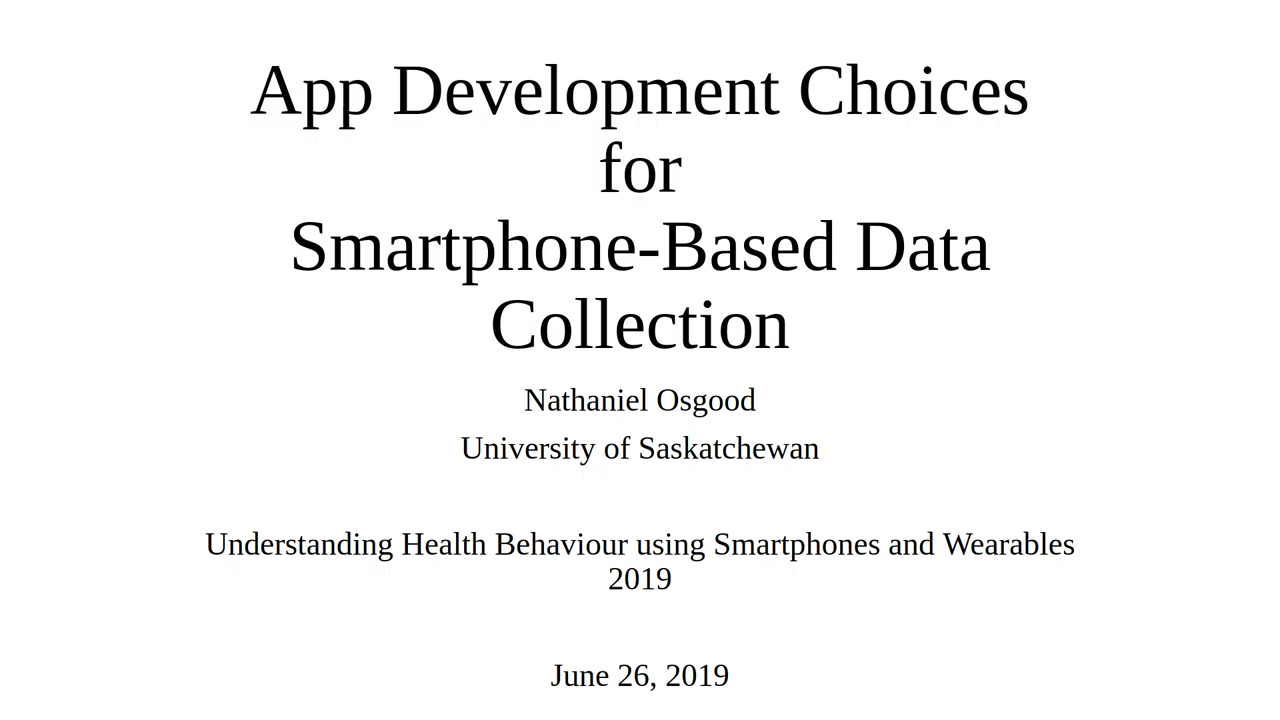 App Development Choices
for
Smartphone-Based Data
Collection
Nathaniel Osgood
University of Saskatchewan
Understanding Health Behaviour using Smartphones and Wearables
2019
June 26, 2019